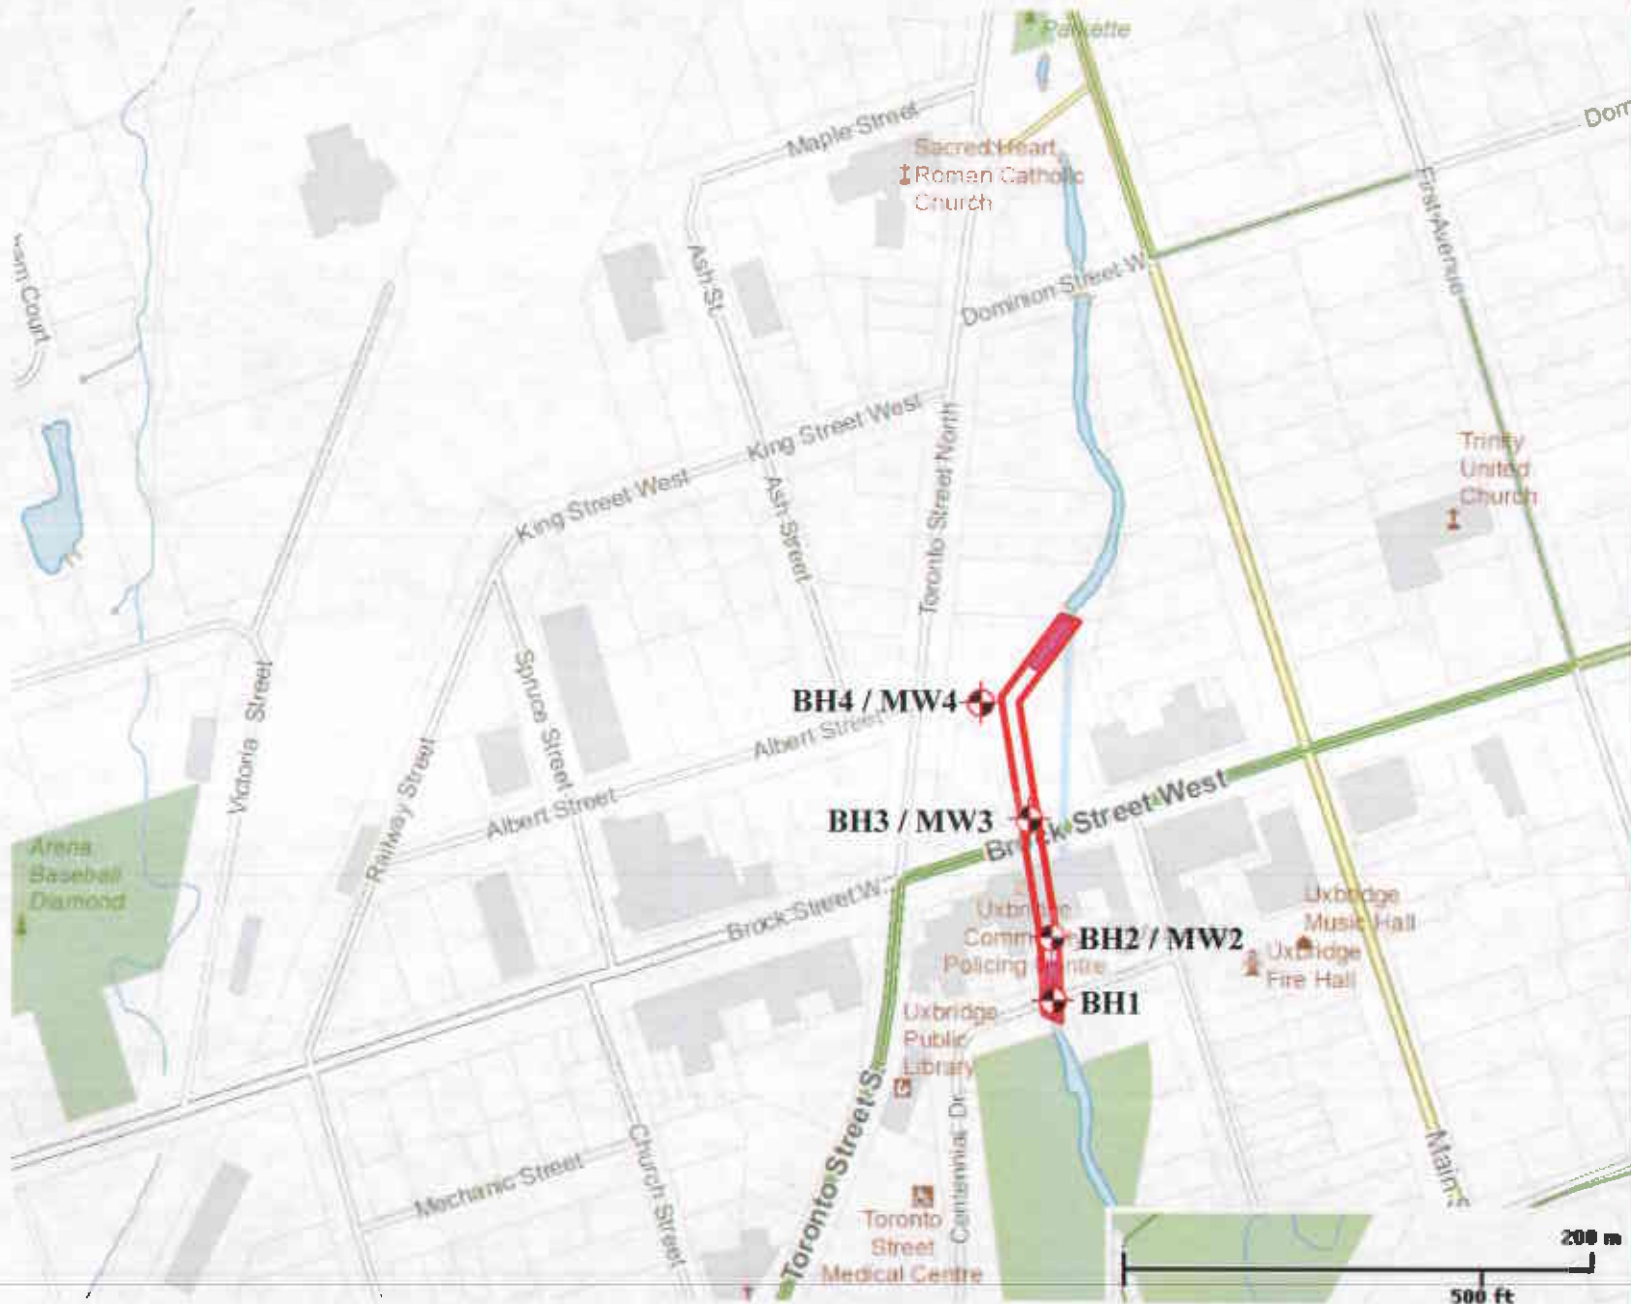 Parkette
Maple Street
Sacred Heart
Roman Catholic
Church
First Avenue
Ash St
Dominion Street W
Court
King Street West
King Street West
Toronto Street North
Ash Street
Trinity
United
Church
Spruce Street
Victoria Street
BH4 / MW4
Albert Street
Railway Street
Albert Street
BH3 / MW3
Brock Street West
Arena
Baseball
Diamond
Brock Street W
Uxbridge
Music Hall
Uxbridge
Policing Centre
BH2 / MW2
Uxbridge
Fire Hall
BH1
Uxbridge
Public
Library
Toronto Street S
Centennial Dr
Church Street
Mechanic Street
Main S
Toronto
Street
Medical Centre
200 m
500 ft